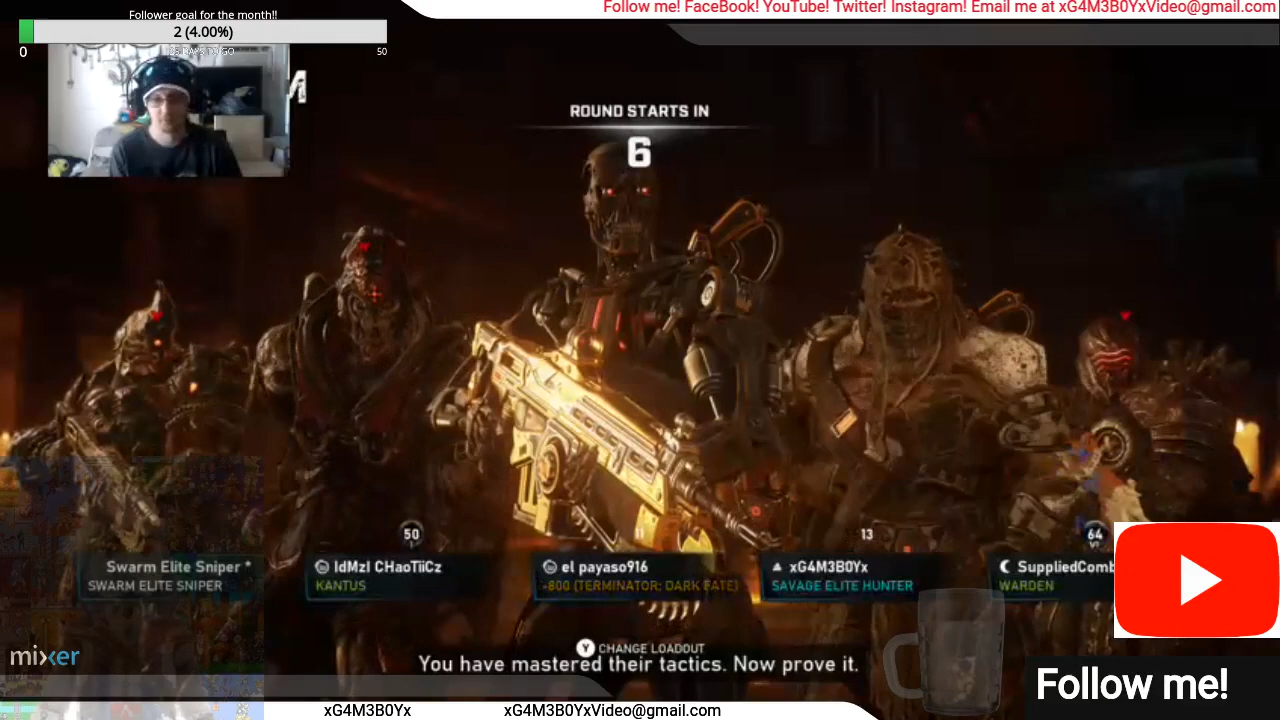 Follower goal for the month!!
2 (4.00%)
0
50
Follow me! FaceBook! YouTube! Twitter! Instagram! Email me at xG4M3B0YxVideo@gmail.com
ROUND STARTS IN
6
50
13
64
Swarm Elite Sniper *
SWARM ELITE SNIPER
IdMzI CHaoTiiCz
KANTUS
el payaso916
-800 (TERMINATOR: DARK FATE)
xG4M3B0Yx
SAVAGE ELITE HUNTER
SuppliedComb
WARDEN
Y CHANGE LOADOUT
You have mastered their tactics. Now prove it.
mixer
Follow me!
xG4M3B0Yx
xG4M3B0YxVideo@gmail.com